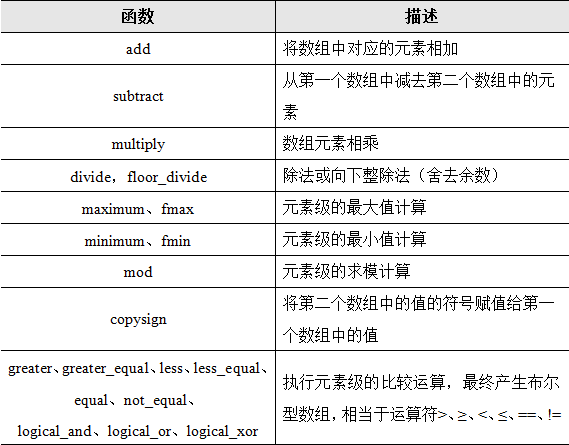 函数 描述
add 将数组中对应的元素相加
subtract 从第一个数组中减去第二个数组中的元
素
multiply 数组元素相乘
divide，floor_divide 除法或向下整除法（舍去余数）
maximum、fmax 元素级的最大值计算
minimum、fmin 元素级的最小值计算
mod 元素级的求模计算
copysign 将第二个数组中的值的符号赋值给第一
个数组中的值
greater、greater_equal、less、less_equal、
equal、not_equal、
logical_and、logical_or、logical_xor
执行元素级的比较运算，最终产生布尔
型数组，相当于运算符>、≥、<、≤、==、!=